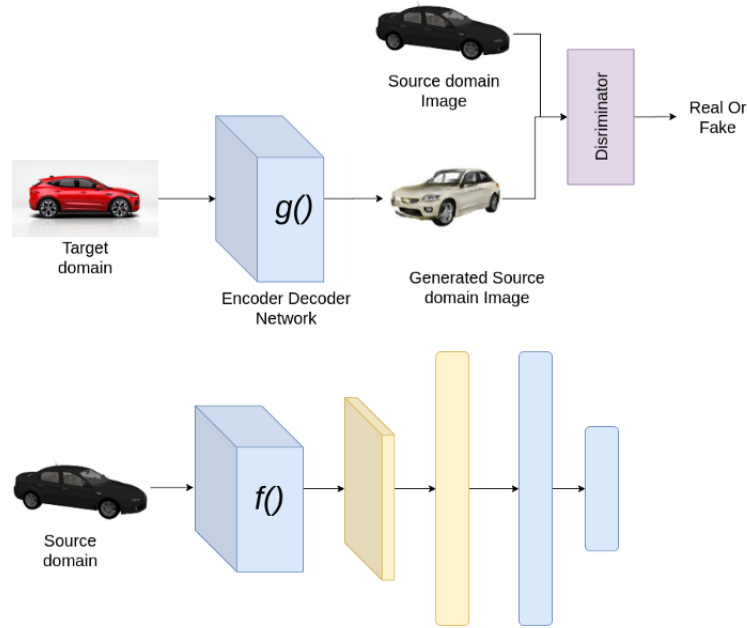 Source domain
Image
Disriminator
Real Or
Fake
g()
Target
domain
Encoder Decoder
Network
Generated Source
domain Image
f()
Source
domain